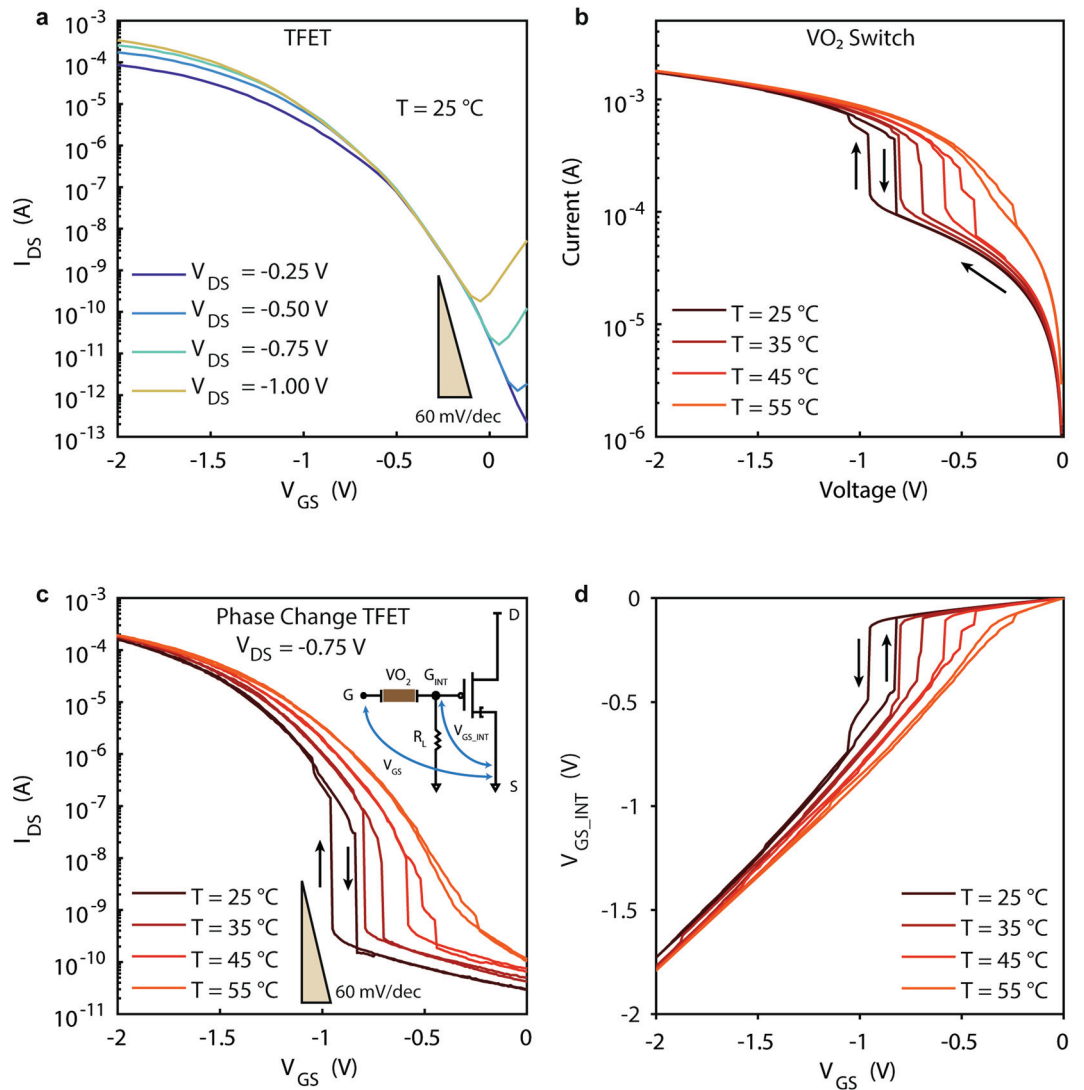 a
TFET
T = 25 °C
I_DS (A)
10^-3
10^-4
10^-5
10^-6
10^-7
10^-8
10^-9
10^-10
10^-11
10^-12
10^-13
V_DS = -0.25 V
V_DS = -0.50 V
V_DS = -0.75 V
V_DS = -1.00 V
60 mV/dec
-2 -1.5 -1 -0.5 0
V_GS (V)
b
VO₂ Switch
Current (A)
10^-3
10^-4
10^-5
10^-6
T = 25 °C
T = 35 °C
T = 45 °C
T = 55 °C
-2 -1.5 -1 -0.5 0
Voltage (V)
c
Phase Change TFET
V_DS = -0.75 V
I_DS (A)
10^-3
10^-4
10^-5
10^-6
10^-7
10^-8
10^-9
10^-10
10^-11
D
VO₂ G_INT
G
R_L
V_GS_INT
V_GS
S
T = 25 °C
T = 35 °C
T = 45 °C
T = 55 °C
60 mV/dec
-2 -1.5 -1 -0.5 0
V_GS (V)
d
V_GS_INT (V)
0
-0.5
-1
-1.5
-2
T = 25 °C
T = 35 °C
T = 45 °C
T = 55 °C
-2 -1.5 -1 -0.5 0
V_GS (V)